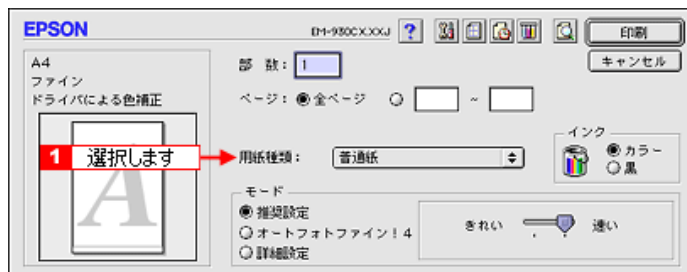 EPSON
EM-930CX.XXJ ?
印刷
キャンセル
A4
ファイン
ドライバによる色補正
部 数： 1
ページ： 全ページ ~
1 選択します
用紙種類： 普通紙
インク
カラー
黒
モード
推奨設定
オートフォトファイン！4
詳細設定
きれい 速い
A